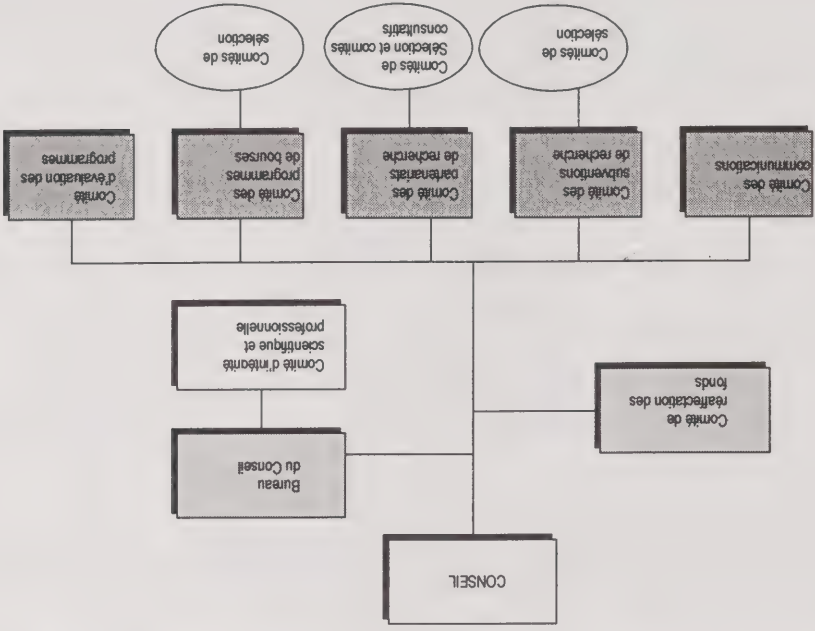 CONSEIL
Bureau
du Conseil
Comité de
réaffectation des
fonds
Comité d'intégrité
scientifique et
professionnelle
Comité des
communications
Comité des
subventions
de recherche
Comité des
partenariats
de recherche
Comité des
programmes
de bourses
Comité
d'évaluation des
programmes
Comités de
sélection
Comités de
Sélection et comités
consultatifs
Comités de
sélection